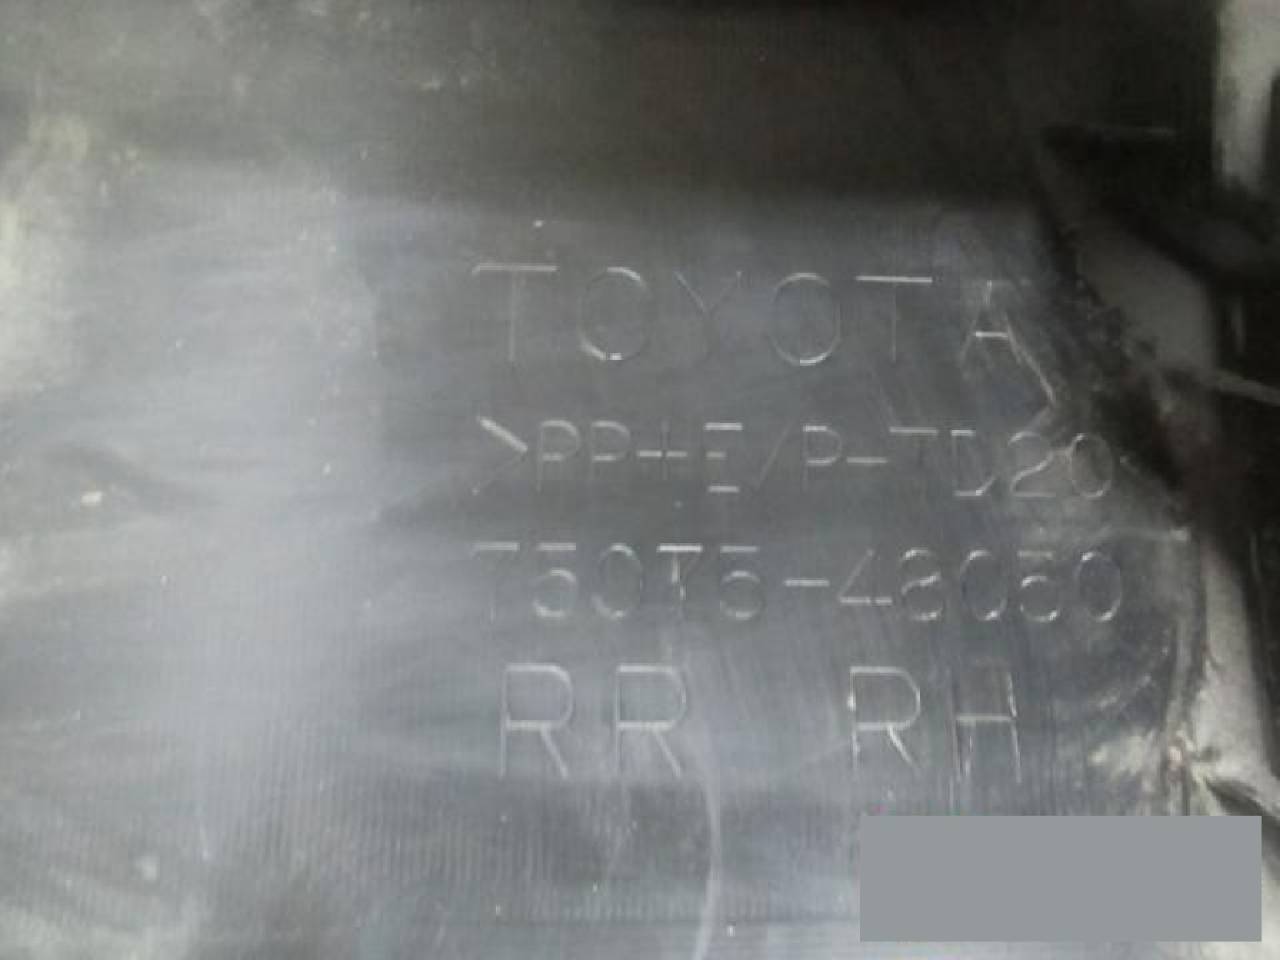 TOYOTA
>PP+E/P-TD20
75075-48050
RR RH